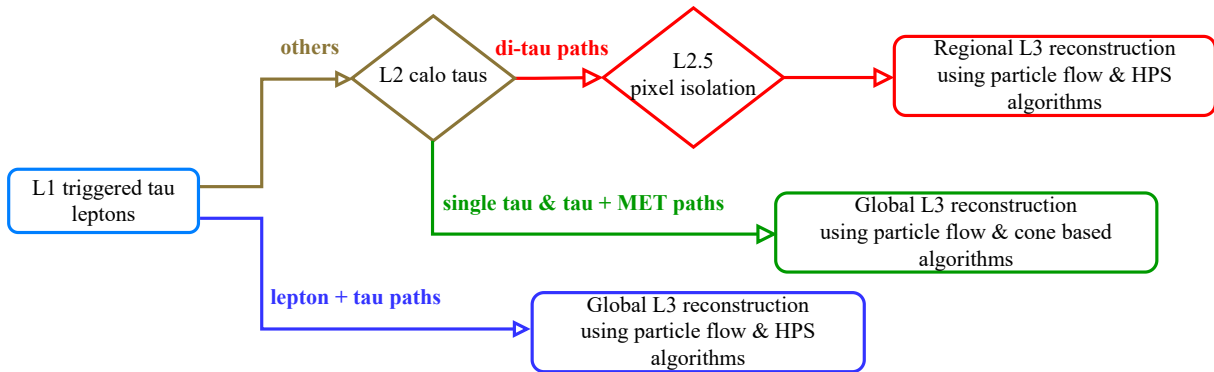 others
L2 calo taus
di-tau paths
L2.5
pixel isolation
Regional L3 reconstruction
using particle flow & HPS
algorithms
L1 triggered tau
leptons
single tau & tau + MET paths
Global L3 reconstruction
using particle flow & cone based
algorithms
lepton + tau paths
Global L3 reconstruction
using particle flow & HPS
algorithms